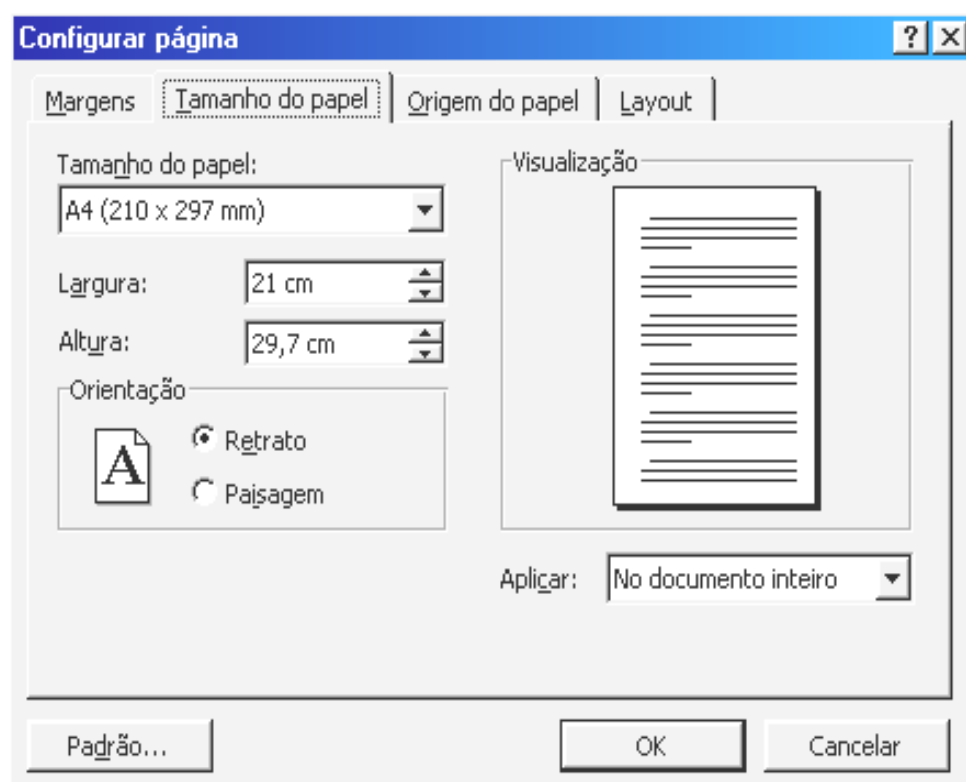 Configurar página
Margens Tamanho do papel Origem do papel Layout
Tamanho do papel:
A4 (210 x 297 mm)
Largura: 21 cm
Altura: 29,7 cm
Orientação
A
Retrato
Paisagem
Visualização
Aplicar: No documento inteiro
Padrão... OK Cancelar